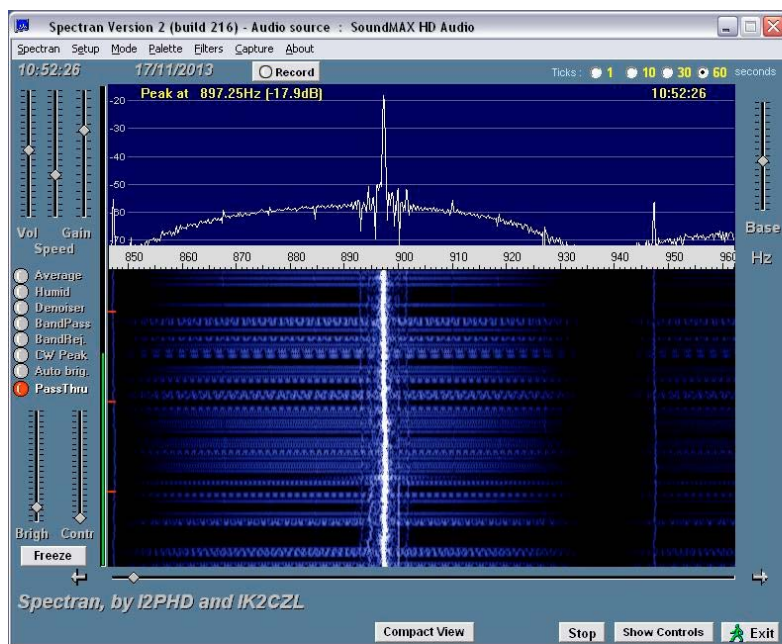 Spectran Version 2 (build 216) - Audio source : SoundMAX HD Audio
Spectran Setup Mode Palette Filters Capture About
10:52:26 17/11/2013 Record Ticks : 1 10 30 60 seconds
Peak at 897.25Hz (-17.9dB) 10:52:26
-20
-30
-40
-50
-60
-70
Vol Gain
Speed
Base
850 860 870 880 890 900 910 920 930 940 950 960
Hz
Average
Humid
Denoiser
BandPass
BandRej.
CW Peak
Auto brig.
PassThru
Brigh Contr
Freeze
Spectran, by I2PHD and IK2CZL
Compact View Stop Show Controls Exit